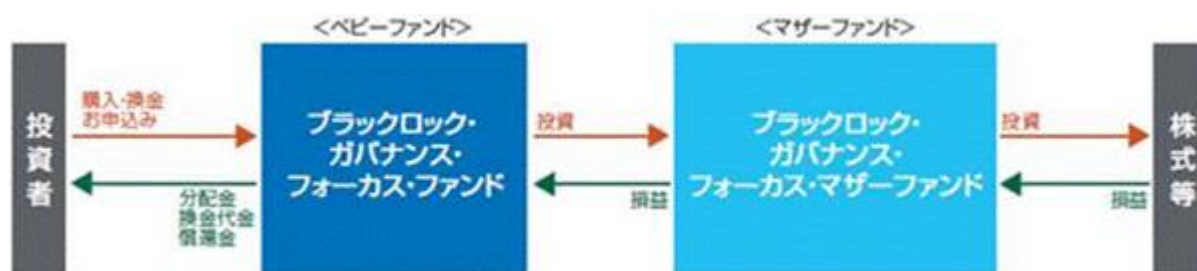 <ベビーファンド>
<マザーファンド>
投資者
購入・換金
お申込み
分配金
換金代金
償還金
ブラックロック・
ガバナンス・
フォーカス・ファンド
投資
損益
ブラックロック・
ガバナンス・
フォーカス・マザーファンド
投資
損益
株式等